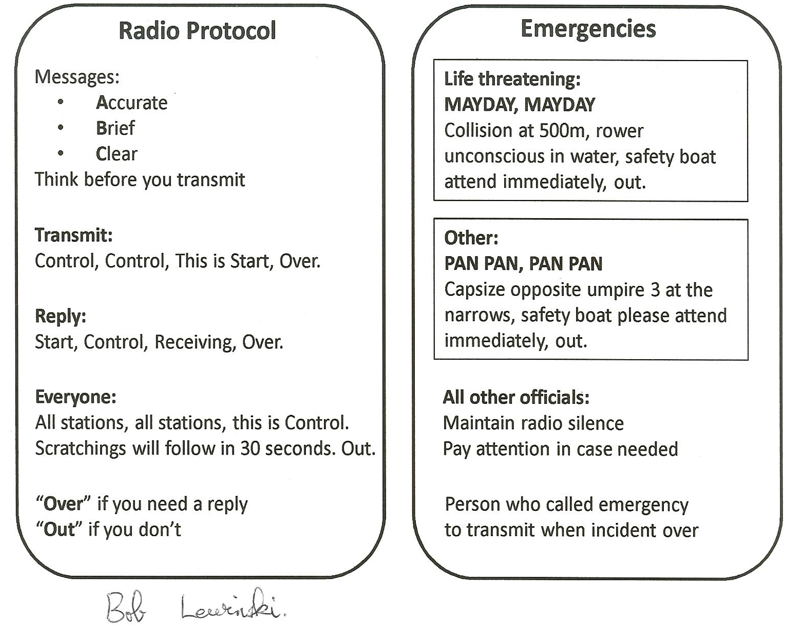 Radio Protocol
Messages:
• Accurate
• Brief
• Clear
Think before you transmit
Transmit:
Control, Control, This is Start, Over.
Reply:
Start, Control, Receiving, Over.
Everyone:
All stations, all stations, this is Control.
Scratchings will follow in 30 seconds. Out.
“Over” if you need a reply
“Out” if you don’t
Emergencies
Life threatening:
MAYDAY, MAYDAY
Collision at 500m, rower
unconscious in water, safety boat
attend immediately, out.
Other:
PAN PAN, PAN PAN
Capsize opposite umpire 3 at the
narrows, safety boat please attend
immediately, out.
All other officials:
Maintain radio silence
Pay attention in case needed
Person who called emergency
to transmit when incident over
Bob Lewinski.